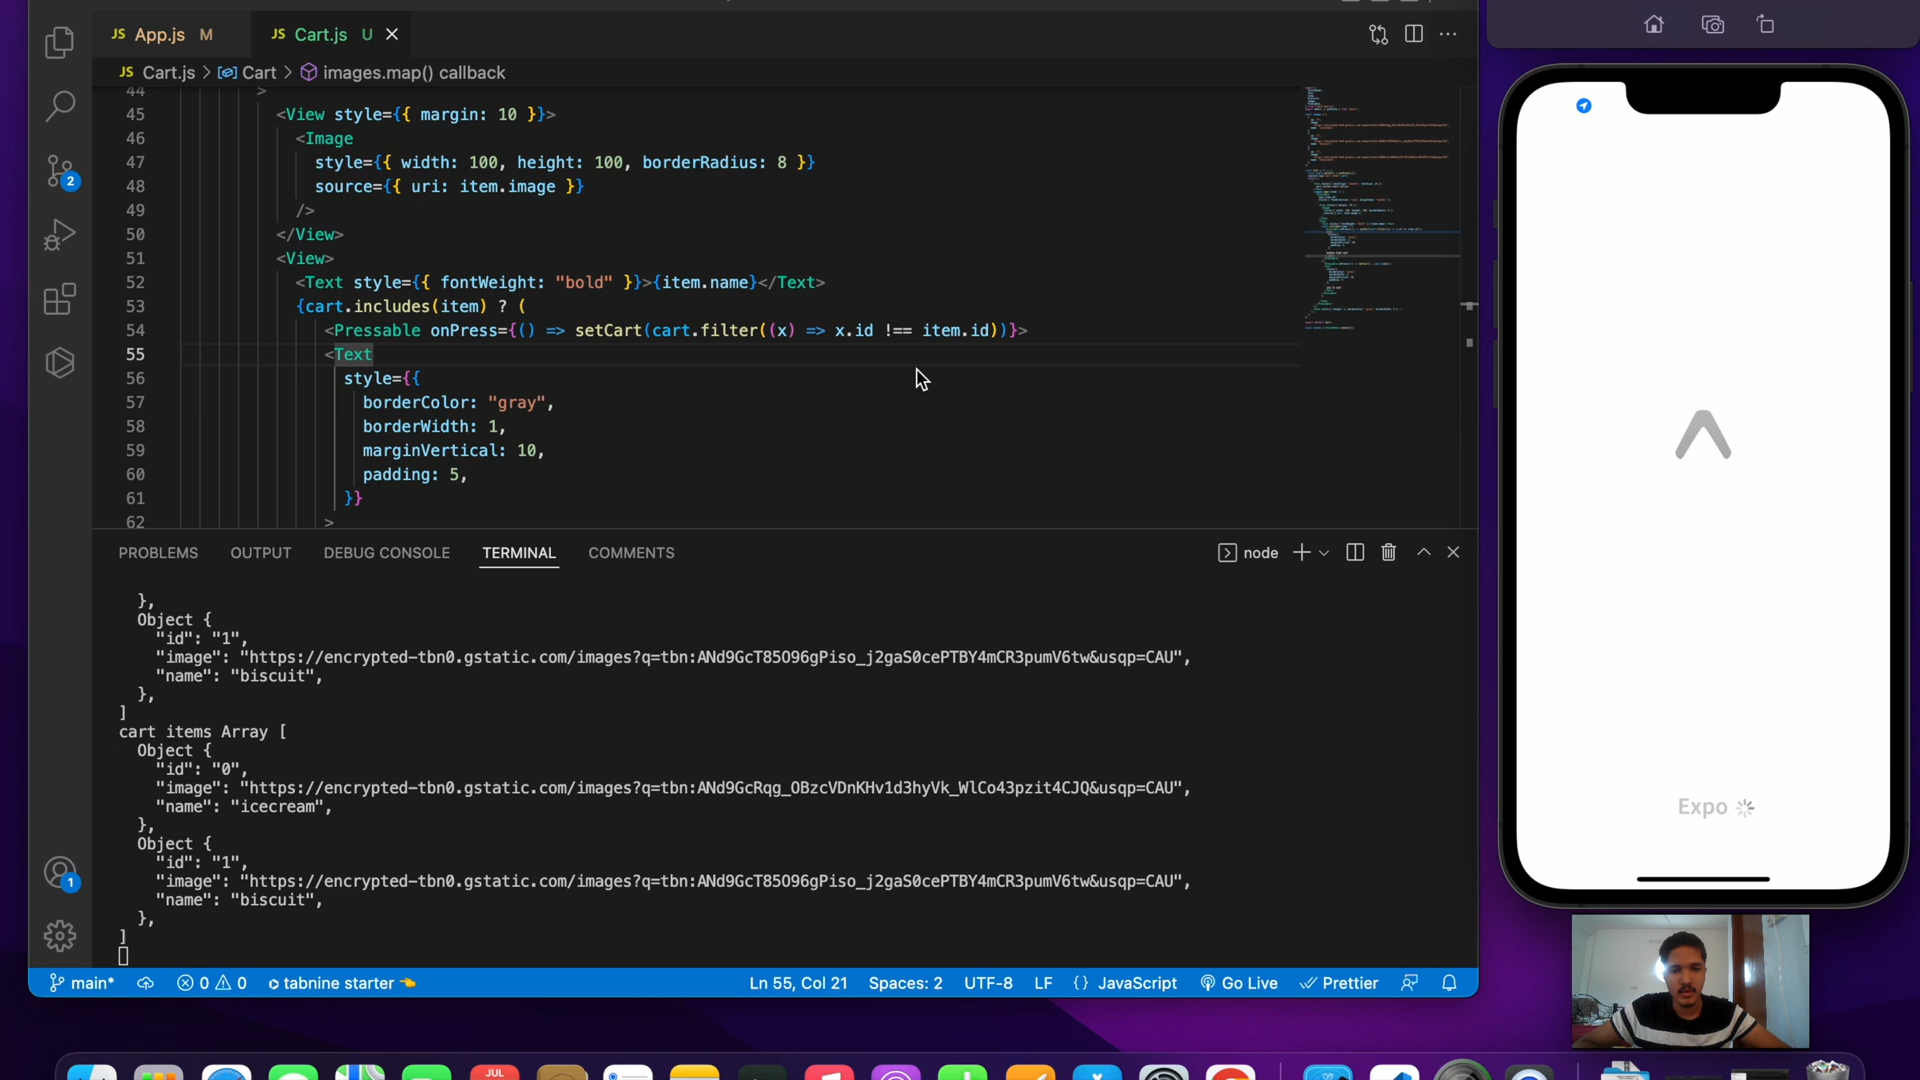 JS App.js M
JS Cart.js U
JS Cart.js > Cart > images.map() callback
44 >
45 <View style={{ margin: 10 }}>
46 <Image
47 style={{ width: 100, height: 100, borderRadius: 8 }}
48 source={{ uri: item.image }}
49 />
50 </View>
51 <View>
52 <Text style={{ fontWeight: "bold" }}>{item.name}</Text>
53 {cart.includes(item) ? (
54 <Pressable onPress={() => setCart(cart.filter((x) => x.id !== item.id))}>
55 <Text
56 style={{
57 borderColor: "gray",
58 borderWidth: 1,
59 marginVertical: 10,
60 padding: 5,
61 }}
62 >
2
PROBLEMS OUTPUT DEBUG CONSOLE TERMINAL COMMENTS node
},
Object {
"id": "1",
"image": "https://encrypted-tbn0.gstatic.com/images?q=tbn:ANd9GcT85O96gPiso_j2gaS0cePTBY4mCR3pumV6tw&usqp=CAU",
"name": "biscuit",
},
]
cart items Array [
Object {
"id": "0",
"image": "https://encrypted-tbn0.gstatic.com/images?q=tbn:ANd9GcRqg_OBzcVDnKHv1d3hyVk_WlCo43pzit4CJQ&usqp=CAU",
"name": "icecream",
},
Object {
"id": "1",
"image": "https://encrypted-tbn0.gstatic.com/images?q=tbn:ANd9GcT85O96gPiso_j2gaS0cePTBY4mCR3pumV6tw&usqp=CAU",
"name": "biscuit",
},
]
1
Expo
main* 0 0 tabnine starter Ln 55, Col 21 Spaces: 2 UTF-8 LF {} JavaScript Go Live Prettier
JUL